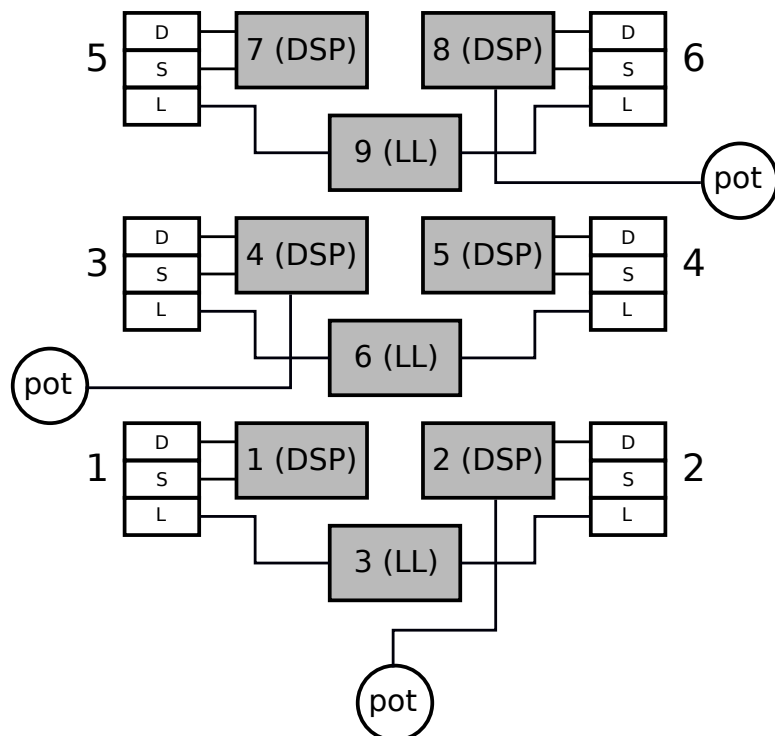 D
7 (DSP)
8 (DSP)
D
5
S
S
6
L
L
9 (LL)
pot
D
4 (DSP)
5 (DSP)
D
3
S
S
4
L
L
6 (LL)
pot
D
1 (DSP)
2 (DSP)
D
1
S
S
2
L
L
3 (LL)
pot